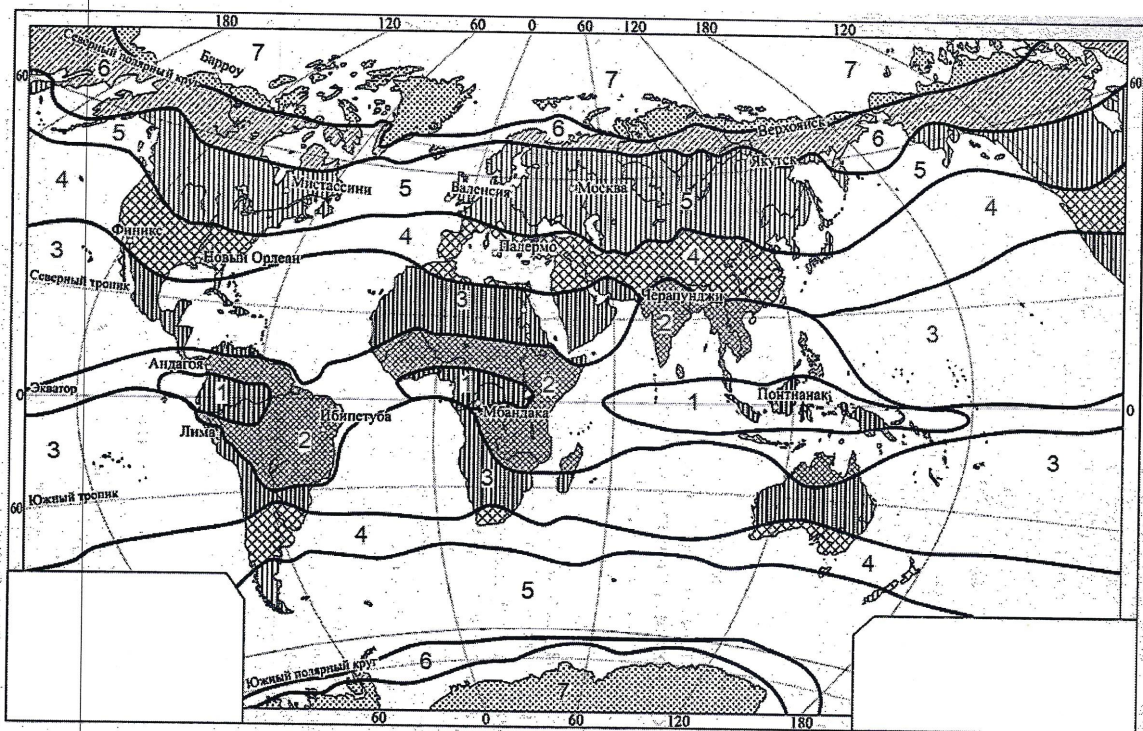 180 120 60 0 60 120 180 120
Северный полярный круг
Барроу
7
7
7
60
6
60
6
Верхоянск
6
5
Якутск
5
4
Мистассини
5
Валенсия
Москва
5
4
Финикс
4
Палермо
4
3
Новый Орлеан
Северный тропик
3
Черапунджи
2
3
Андагоя
Экватор
0
1
1
2
1
Понтианак
0
Мбандака
Ибипетуба
Лима
2
3
3
3
Южный тропик
60
4
4
5
Южный полярный круг
6
7
60 0 60 120 180